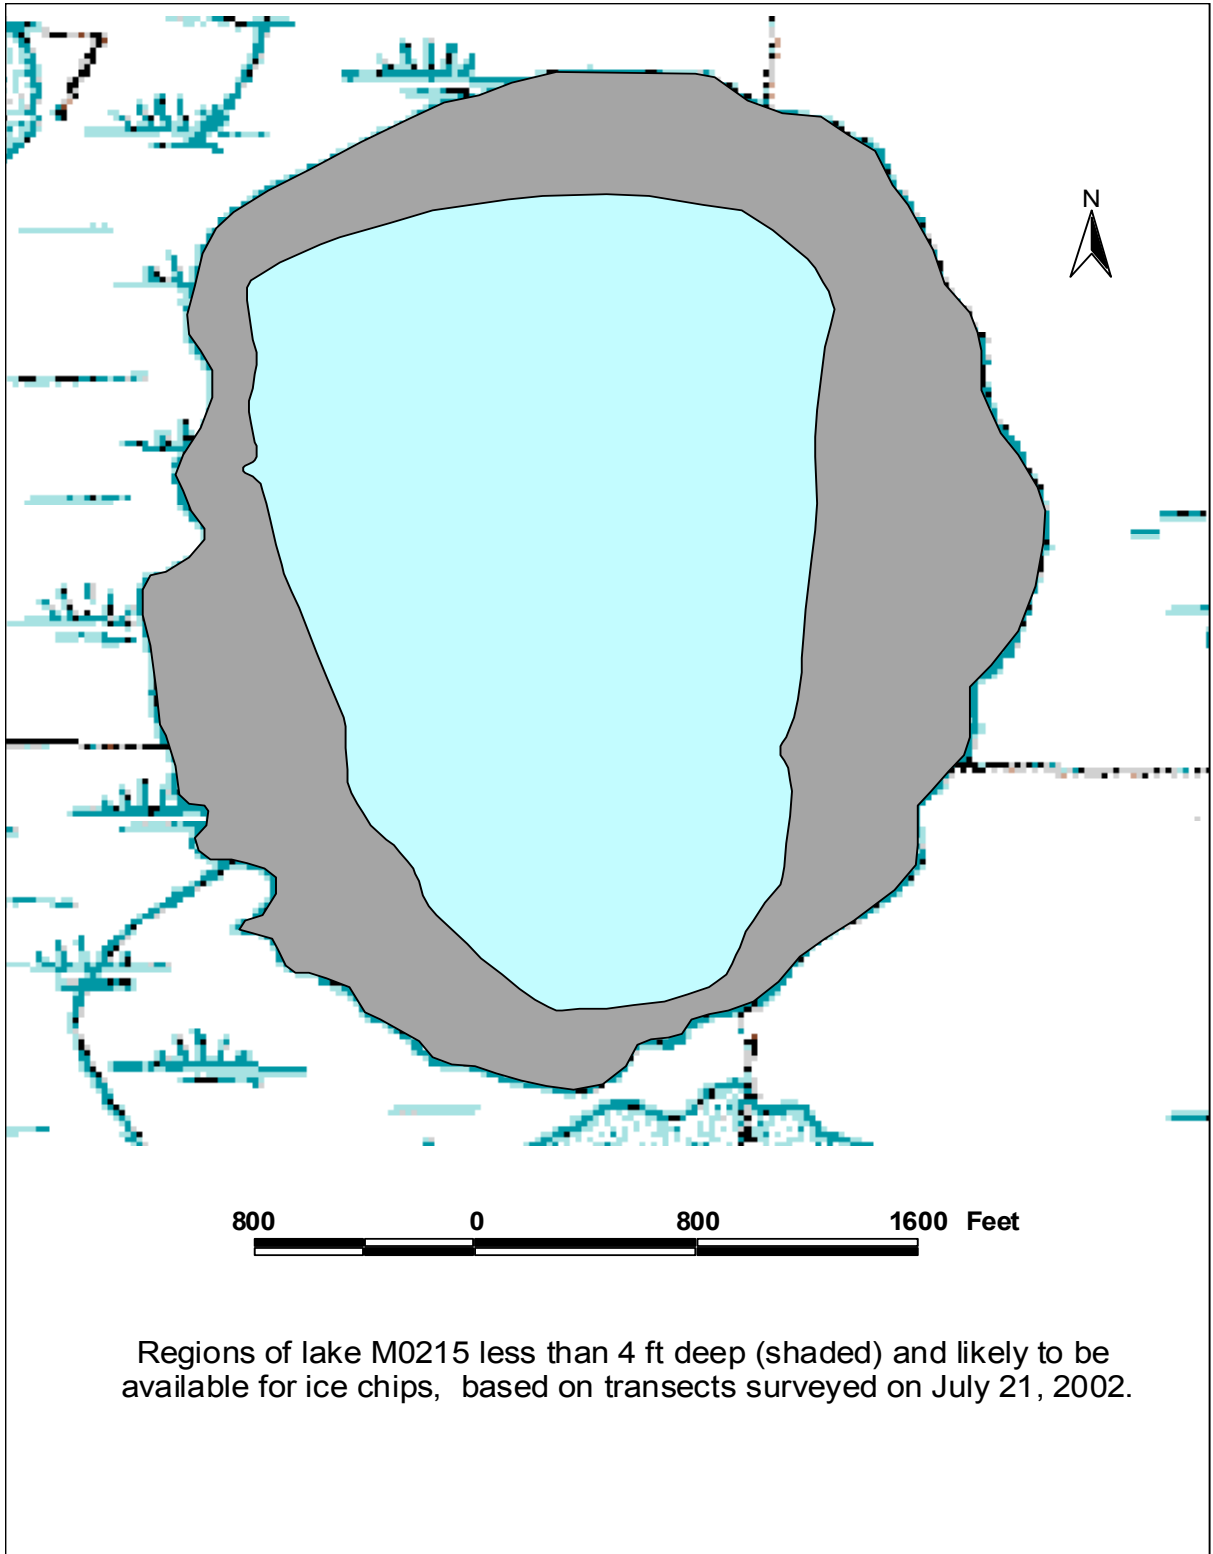 N
800 0 800 1600 Feet
Regions of lake M0215 less than 4 ft deep (shaded) and likely to be
available for ice chips, based on transects surveyed on July 21, 2002.